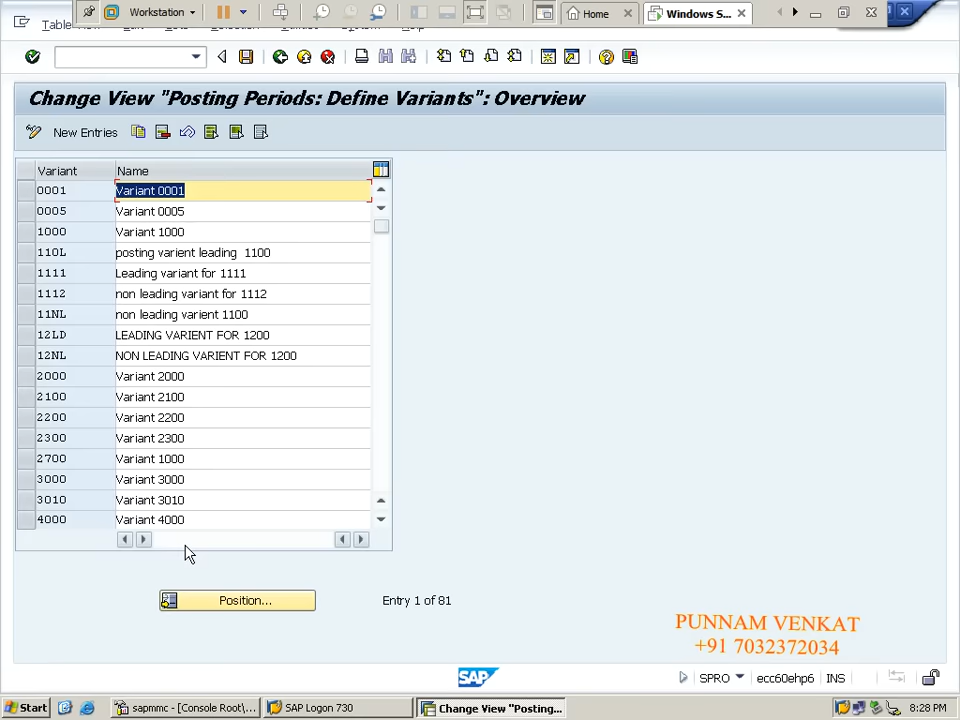 Workstation
Home
Windows S...
Change View "Posting Periods: Define Variants": Overview
New Entries
Variant Name
0001 Variant 0001
0005 Variant 0005
1000 Variant 1000
110L posting varient leading 1100
1111 Leading variant for 1111
1112 non leading variant for 1112
11NL non leading varient 1100
12LD LEADING VARIENT FOR 1200
12NL NON LEADING VARIENT FOR 1200
2000 Variant 2000
2100 Variant 2100
2200 Variant 2200
2300 Variant 2300
2700 Variant 1000
3000 Variant 3000
3010 Variant 3010
4000 Variant 4000
Position... Entry 1 of 81
PUNNAM VENKAT
+91 7032372034
SAP SPRO ecc60ehp6 INS
Start sapmmc - [Console Root\... SAP Logon 730 Change View "Posting... 8:28 PM